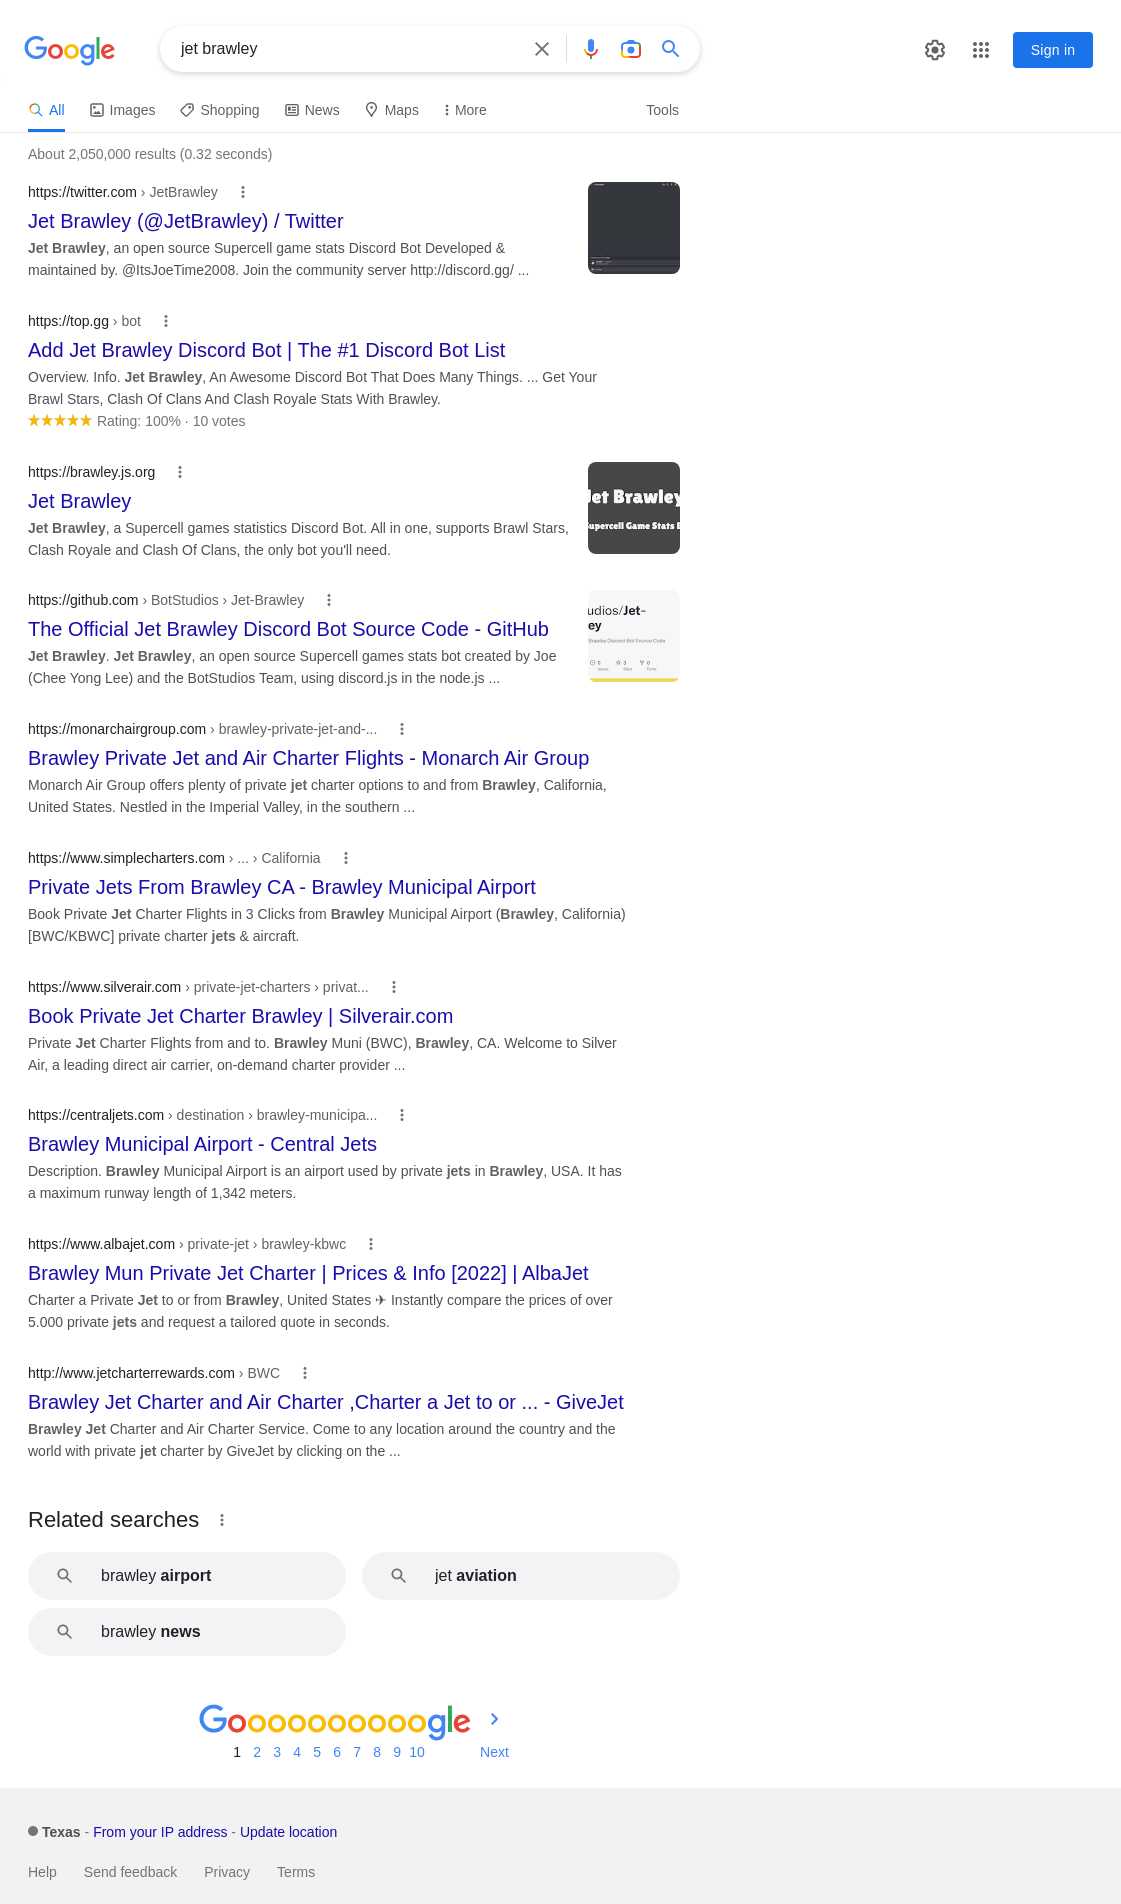 Google
jet brawley
Sign in
All Images Shopping News Maps More Tools
About 2,050,000 results (0.32 seconds)
https://twitter.com › JetBrawley
Jet Brawley (@JetBrawley) / Twitter
Jet Brawley, an open source Supercell game stats Discord Bot Developed &
maintained by. @ItsJoeTime2008. Join the community server http://discord.gg/ ...
https://top.gg › bot
Add Jet Brawley Discord Bot | The #1 Discord Bot List
Overview. Info. Jet Brawley, An Awesome Discord Bot That Does Many Things. ... Get Your
Brawl Stars, Clash Of Clans And Clash Royale Stats With Brawley.
Rating: 100% · 10 votes
https://brawley.js.org
Jet Brawley
Jet Brawley, a Supercell games statistics Discord Bot. All in one, supports Brawl Stars,
Clash Royale and Clash Of Clans, the only bot you'll need.
Jet Brawley
Supercell Game Stats B
https://github.com › BotStudios › Jet-Brawley
The Official Jet Brawley Discord Bot Source Code - GitHub
Jet Brawley. Jet Brawley, an open source Supercell games stats bot created by Joe
(Chee Yong Lee) and the BotStudios Team, using discord.js in the node.js ...
udios/Jet-
ey
Brawley Discord Bot Source Code
https://monarchairgroup.com › brawley-private-jet-and-...
Brawley Private Jet and Air Charter Flights - Monarch Air Group
Monarch Air Group offers plenty of private jet charter options to and from Brawley, California,
United States. Nestled in the Imperial Valley, in the southern ...
https://www.simplecharters.com › ... › California
Private Jets From Brawley CA - Brawley Municipal Airport
Book Private Jet Charter Flights in 3 Clicks from Brawley Municipal Airport (Brawley, California)
[BWC/KBWC] private charter jets & aircraft.
https://www.silverair.com › private-jet-charters › privat...
Book Private Jet Charter Brawley | Silverair.com
Private Jet Charter Flights from and to. Brawley Muni (BWC), Brawley, CA. Welcome to Silver
Air, a leading direct air carrier, on-demand charter provider ...
https://centraljets.com › destination › brawley-municipa...
Brawley Municipal Airport - Central Jets
Description. Brawley Municipal Airport is an airport used by private jets in Brawley, USA. It has
a maximum runway length of 1,342 meters.
https://www.albajet.com › private-jet › brawley-kbwc
Brawley Mun Private Jet Charter | Prices & Info [2022] | AlbaJet
Charter a Private Jet to or from Brawley, United States ✈ Instantly compare the prices of over
5.000 private jets and request a tailored quote in seconds.
http://www.jetcharterrewards.com › BWC
Brawley Jet Charter and Air Charter ,Charter a Jet to or ... - GiveJet
Brawley Jet Charter and Air Charter Service. Come to any location around the country and the
world with private jet charter by GiveJet by clicking on the ...
Related searches
brawley airport
jet aviation
brawley news
Goooooooooogle
1 2 3 4 5 6 7 8 9 10 Next
Texas - From your IP address - Update location
Help Send feedback Privacy Terms